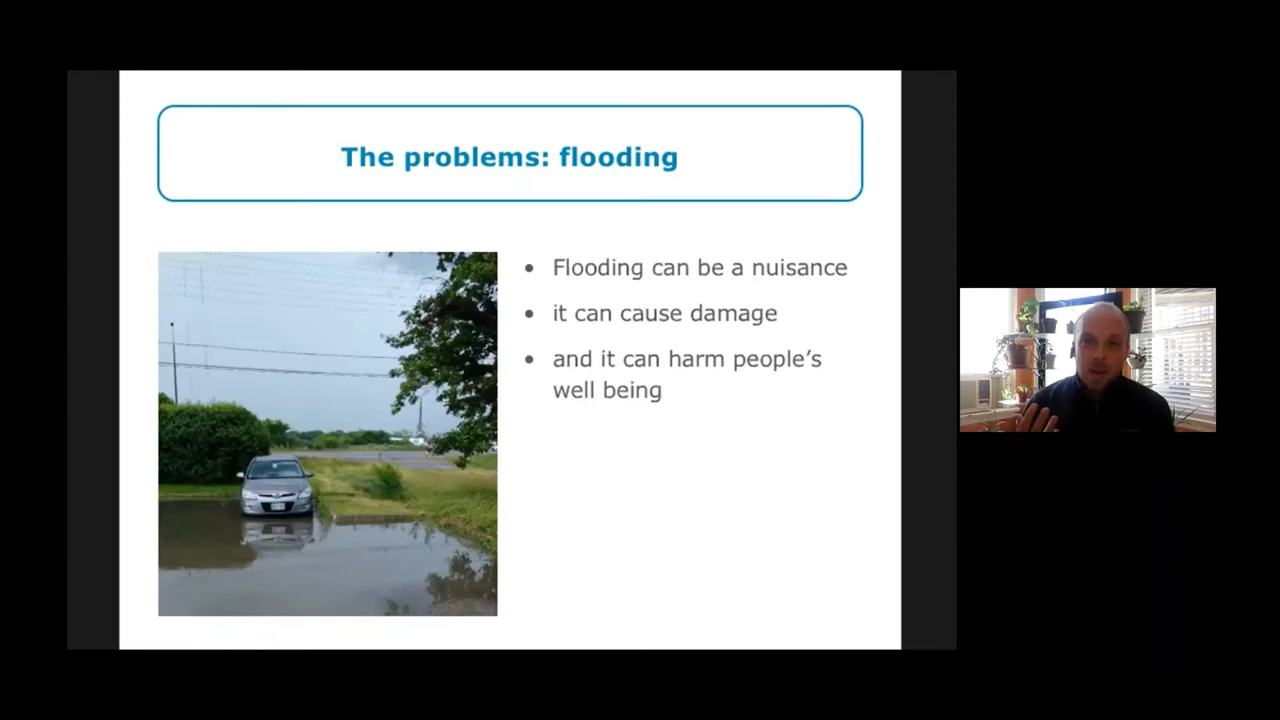 The problems: flooding
• Flooding can be a nuisance
• it can cause damage
• and it can harm people’s
well being